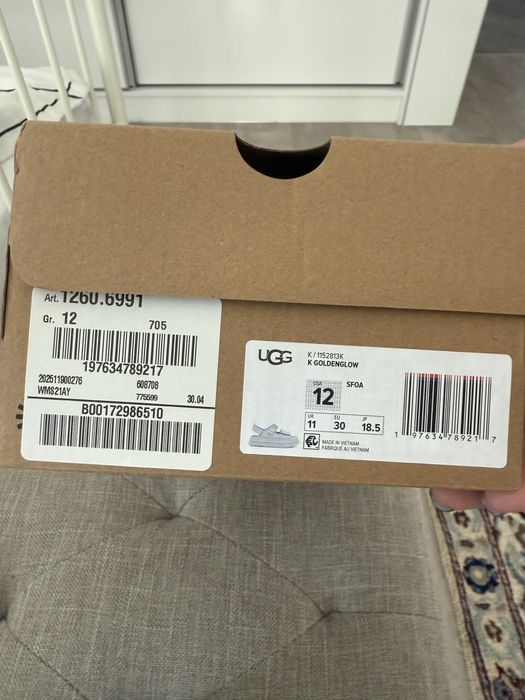 Art. 1260.6991
Gr. 12
705
197634789217
202511900276 608708
WMS21AY 775599 30.04
B00172986510
UGG
K/1152813K
K GOLDENGLOW
USA
12
SFOA
UK EU JP
11 30 18.5
MADE IN VIETNAM
FABRIQUÉ AU VIETNAM
1 97634 78921 7